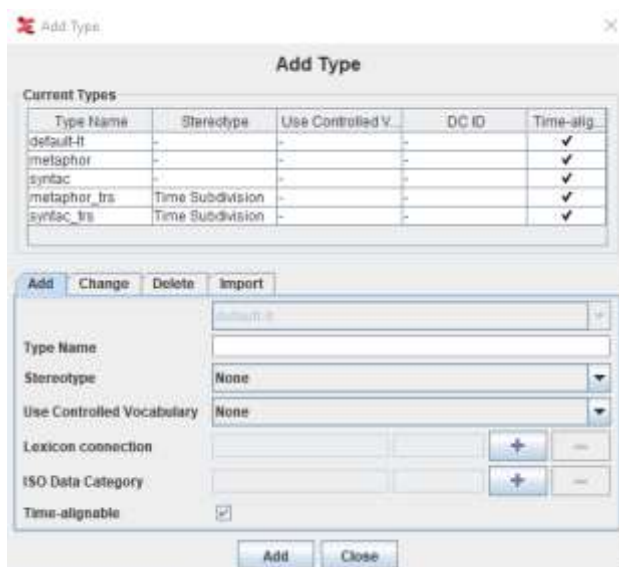 Add Type
Add Type
Current Types
Type Name Stereotype Use Controlled V... DC ID Time-alig...
default-lt - - - ✔
metaphor - - - ✔
syntac - - - ✔
metaphor_trs Time Subdivision - - ✔
syntac_trs Time Subdivision - - ✔
Add Change Delete Import
default-lt
Type Name
Stereotype None
Use Controlled Vocabulary None
Lexicon connection + -
ISO Data Category + -
Time-alignable
Add Close